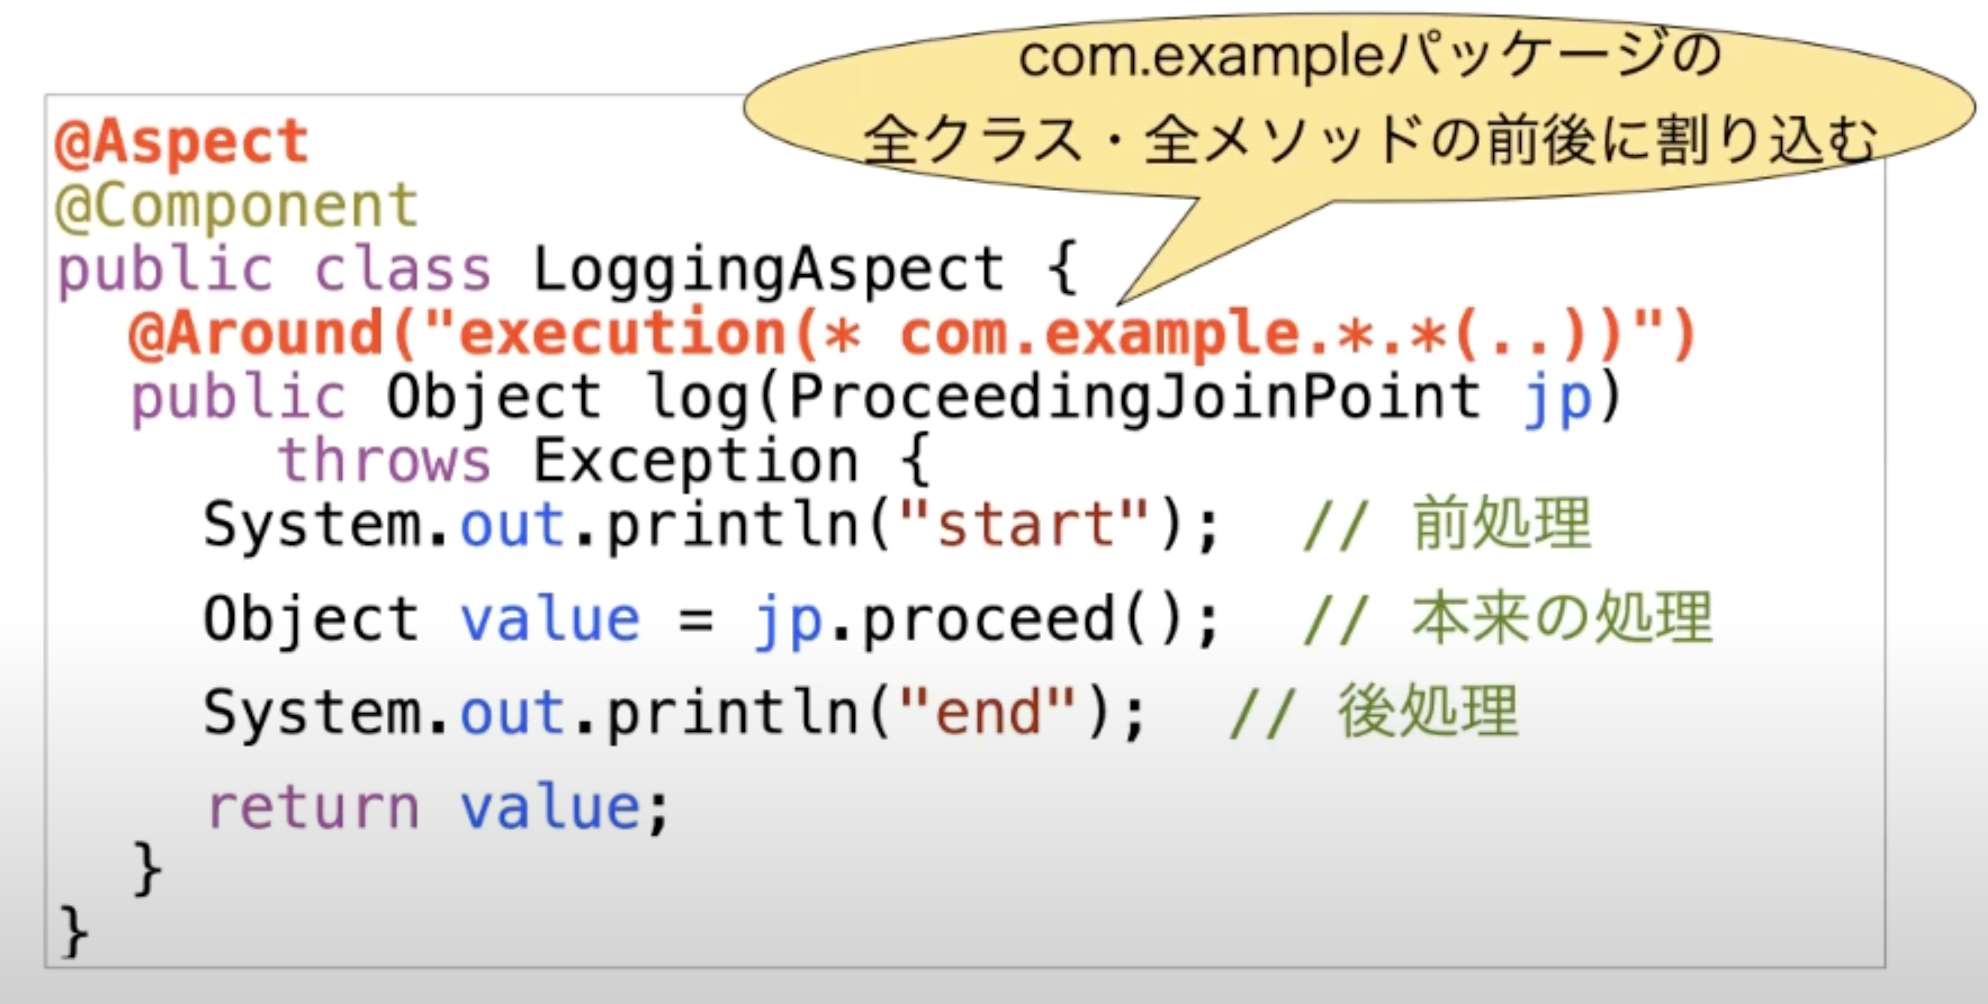 com.exampleパッケージの
全クラス・全メソッドの前後に割り込む
@Aspect
@Component
public class LoggingAspect {
@Around("execution(* com.example.*.*(..))")
public Object log(ProceedingJoinPoint jp)
throws Exception {
System.out.println("start"); // 前処理
Object value = jp.proceed(); // 本来の処理
System.out.println("end"); // 後処理
return value;
}
}